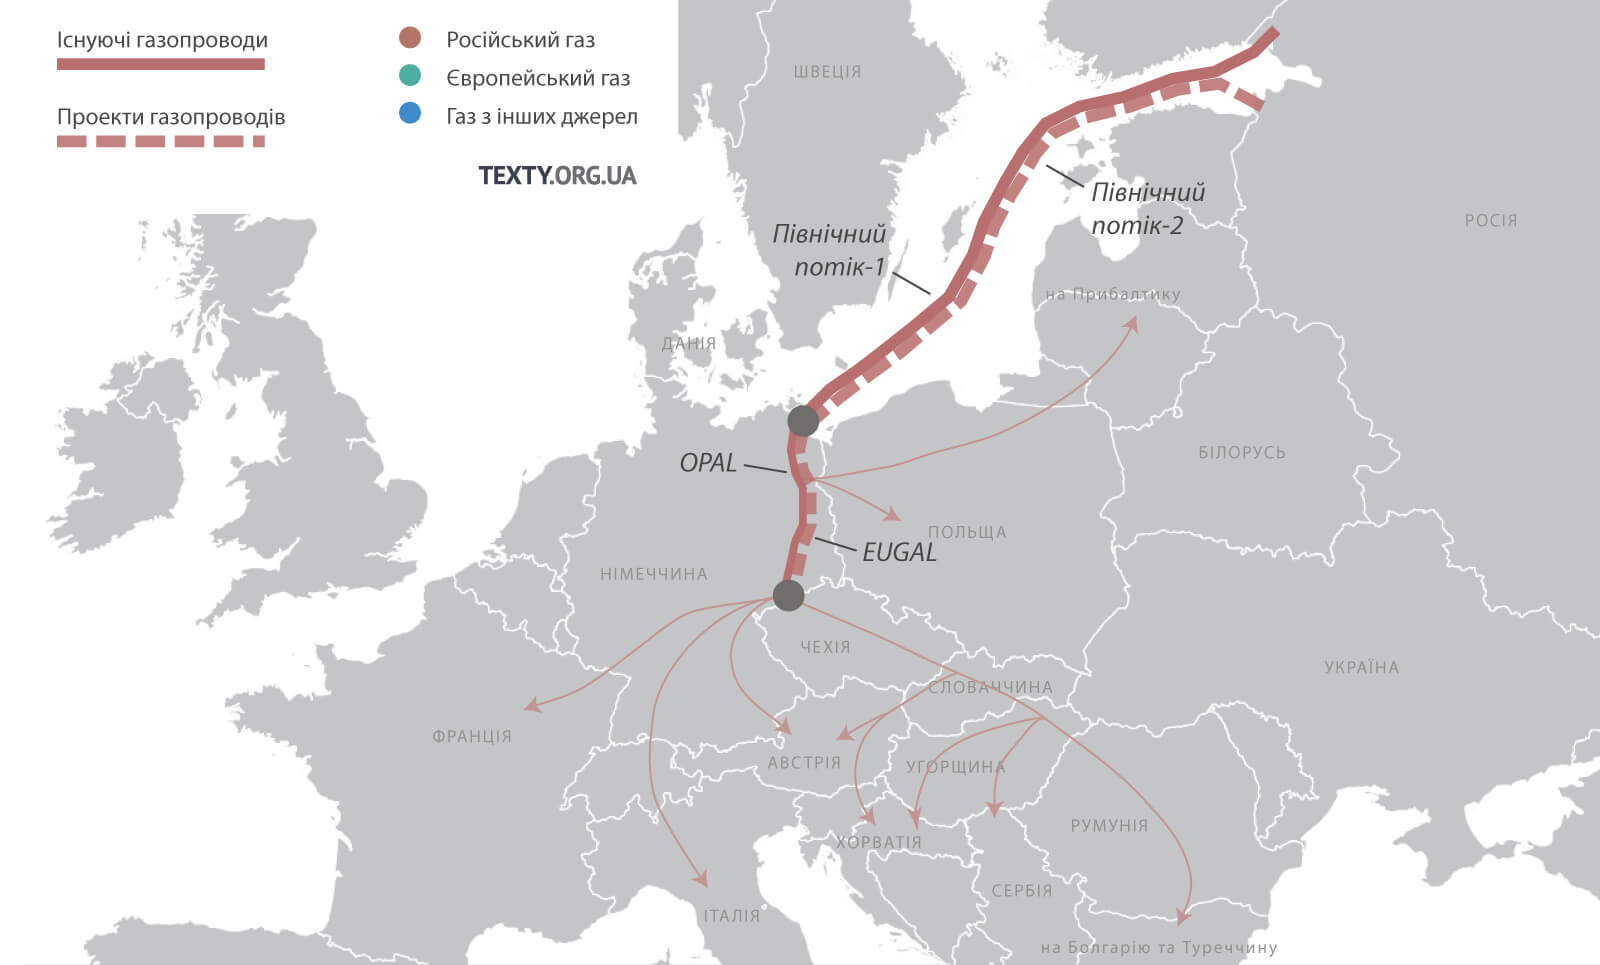 Існуючі газопроводи
Проекти газопроводів
Російський газ
Європейський газ
Газ з інших джерел
TEXTY.ORG.UA
ШВЕЦІЯ
Північний
потік-2
РОСІЯ
Північний
потік-1
на Прибалтику
ДАНІЯ
OPAL
БІЛОРУСЬ
ПОЛЬЩА
EUGAL
НІМЕЧЧИНА
ЧЕХІЯ
УКРАЇНА
СЛОВАЧЧИНА
ФРАНЦІЯ
АВСТРІЯ
УГОРЩИНА
РУМУНІЯ
ХОРВАТІЯ
СЕРБІЯ
ІТАЛІЯ
на Болгарію та Туреччину